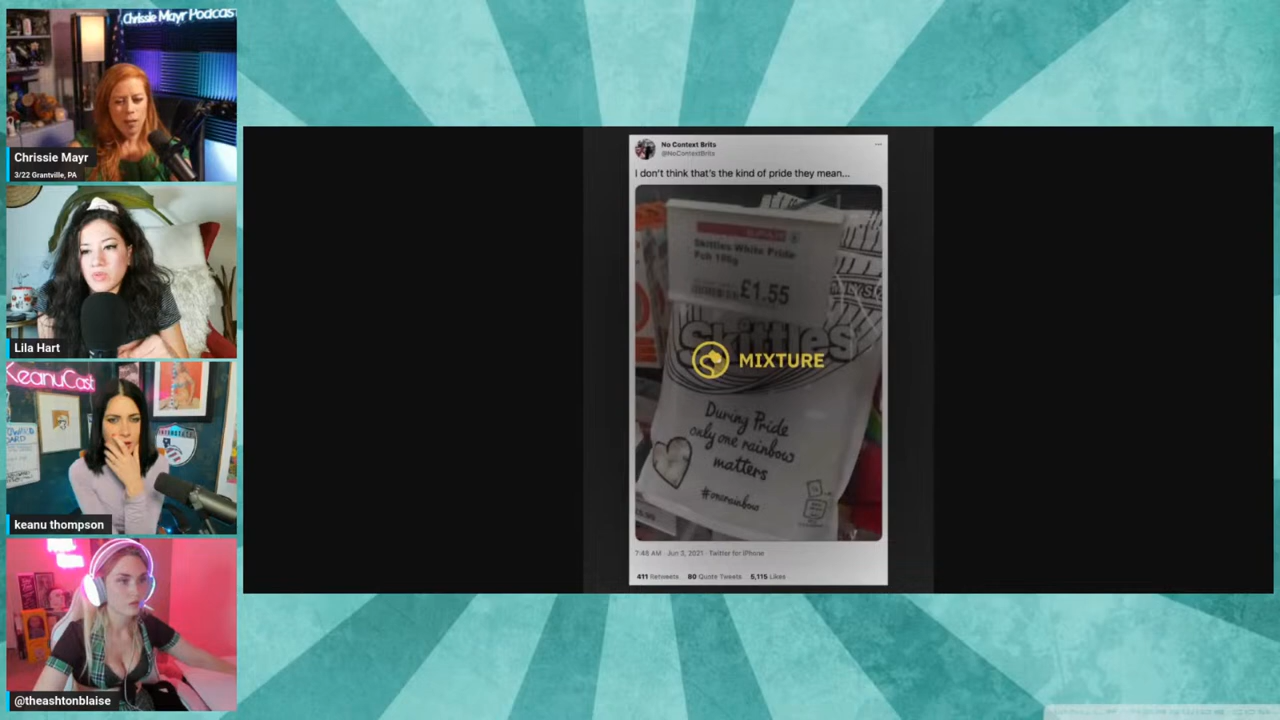 Chrissie Mayr Podcast
Chrissie Mayr
3/22 Grantville, PA
Lila Hart
KeanuCast
keanu thompson
@theashtonblaise
No Context Brits
@NoContextBrits
I don't think that's the kind of pride they mean...
Skittles White Pride
Pch 196g
£1.55
Skittles
MIXTURE
During Pride
only one rainbow
matters
#onerainbow
7:48 AM · Jun 3, 2021 · Twitter for iPhone
411 Retweets 80 Quote Tweets 5,115 Likes